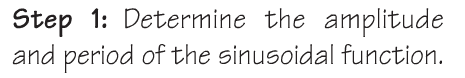 Step 1: Determine the amplitude
and period of the sinusoidal function.